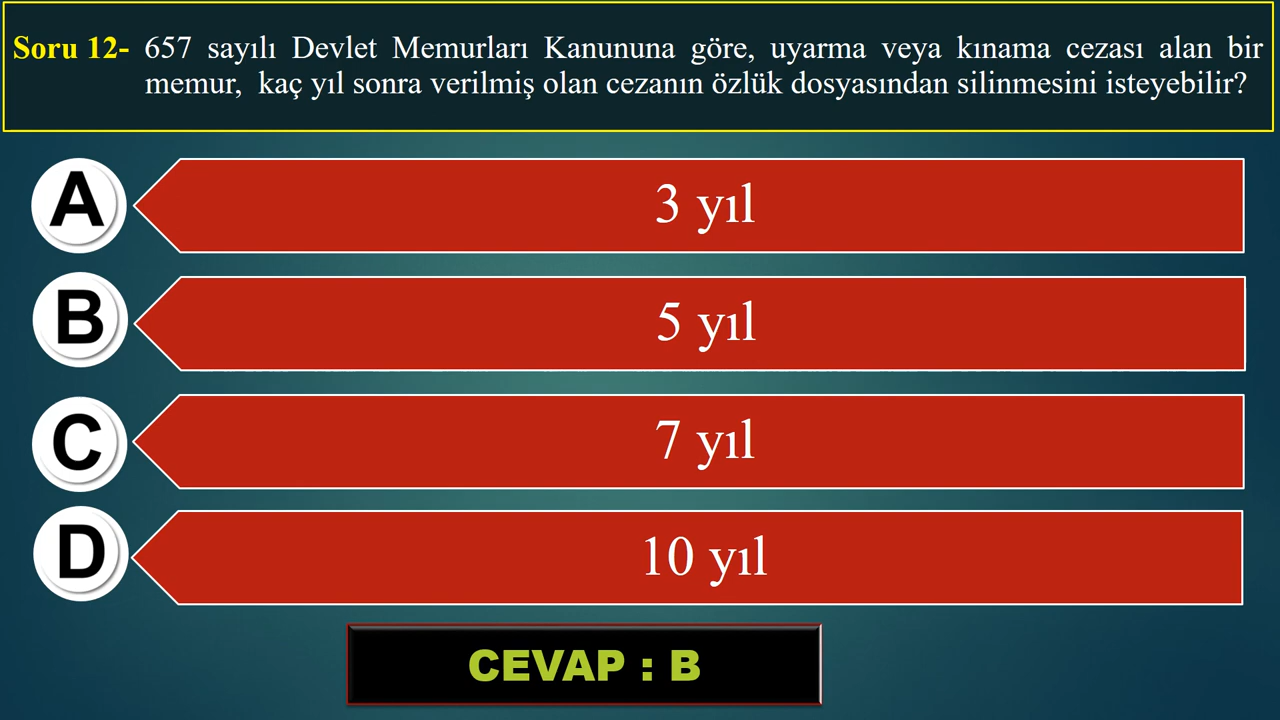 Soru 12- 657 sayılı Devlet Memurları Kanununa göre, uyarma veya kınama cezası alan bir
memur, kaç yıl sonra verilmiş olan cezanın özlük dosyasından silinmesini isteyebilir?
A 3 yıl
B 5 yıl
C 7 yıl
D 10 yıl
CEVAP : B